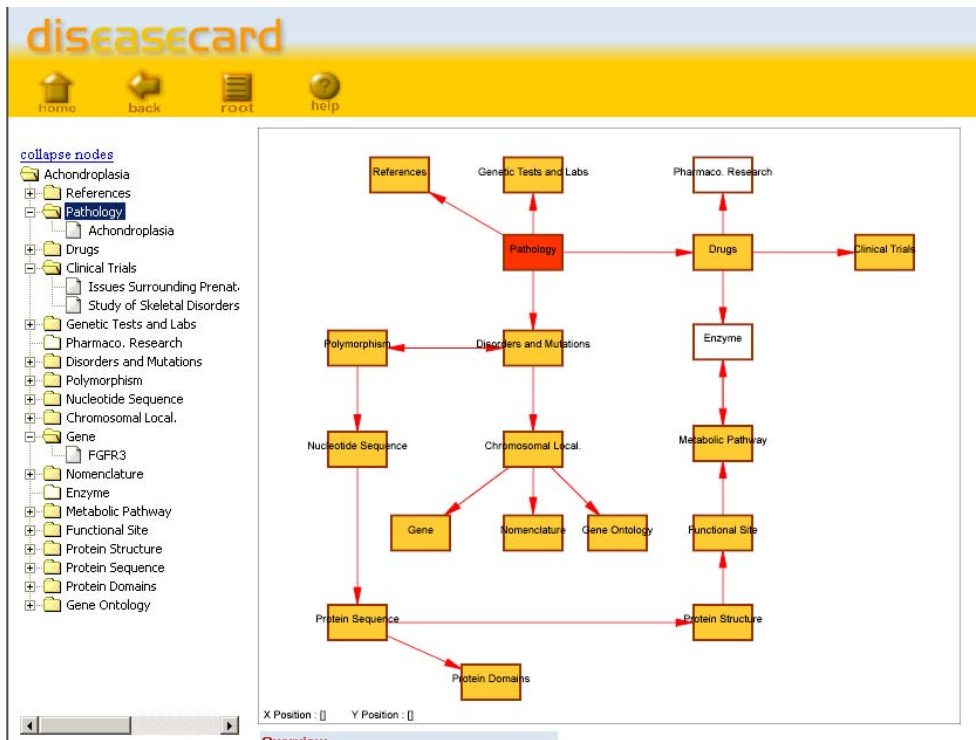 diseasecard
home back root help
collapse nodes
Achondroplasia
References
Pathology
Achondroplasia
Drugs
Clinical Trials
Issues Surrounding Prenat.
Study of Skeletal Disorders
Genetic Tests and Labs
Pharmaco. Research
Disorders and Mutations
Polymorphism
Nucleotide Sequence
Chromosomal Local.
Gene
FGFR3
Nomenclature
Enzyme
Metabolic Pathway
Functional Site
Protein Structure
Protein Sequence
Protein Domains
Gene Ontology
References Genetic Tests and Labs Pharmaco. Research
Pathology Drugs Clinical Trials
Polymorphism Disorders and Mutations Enzyme
Nucleotide Sequence Chromosomal Local. Metabolic Pathway
Gene Nomenclature Gene Ontology Functional Site
Protein Sequence Protein Structure
Protein Domains
X Position : [] Y Position : []